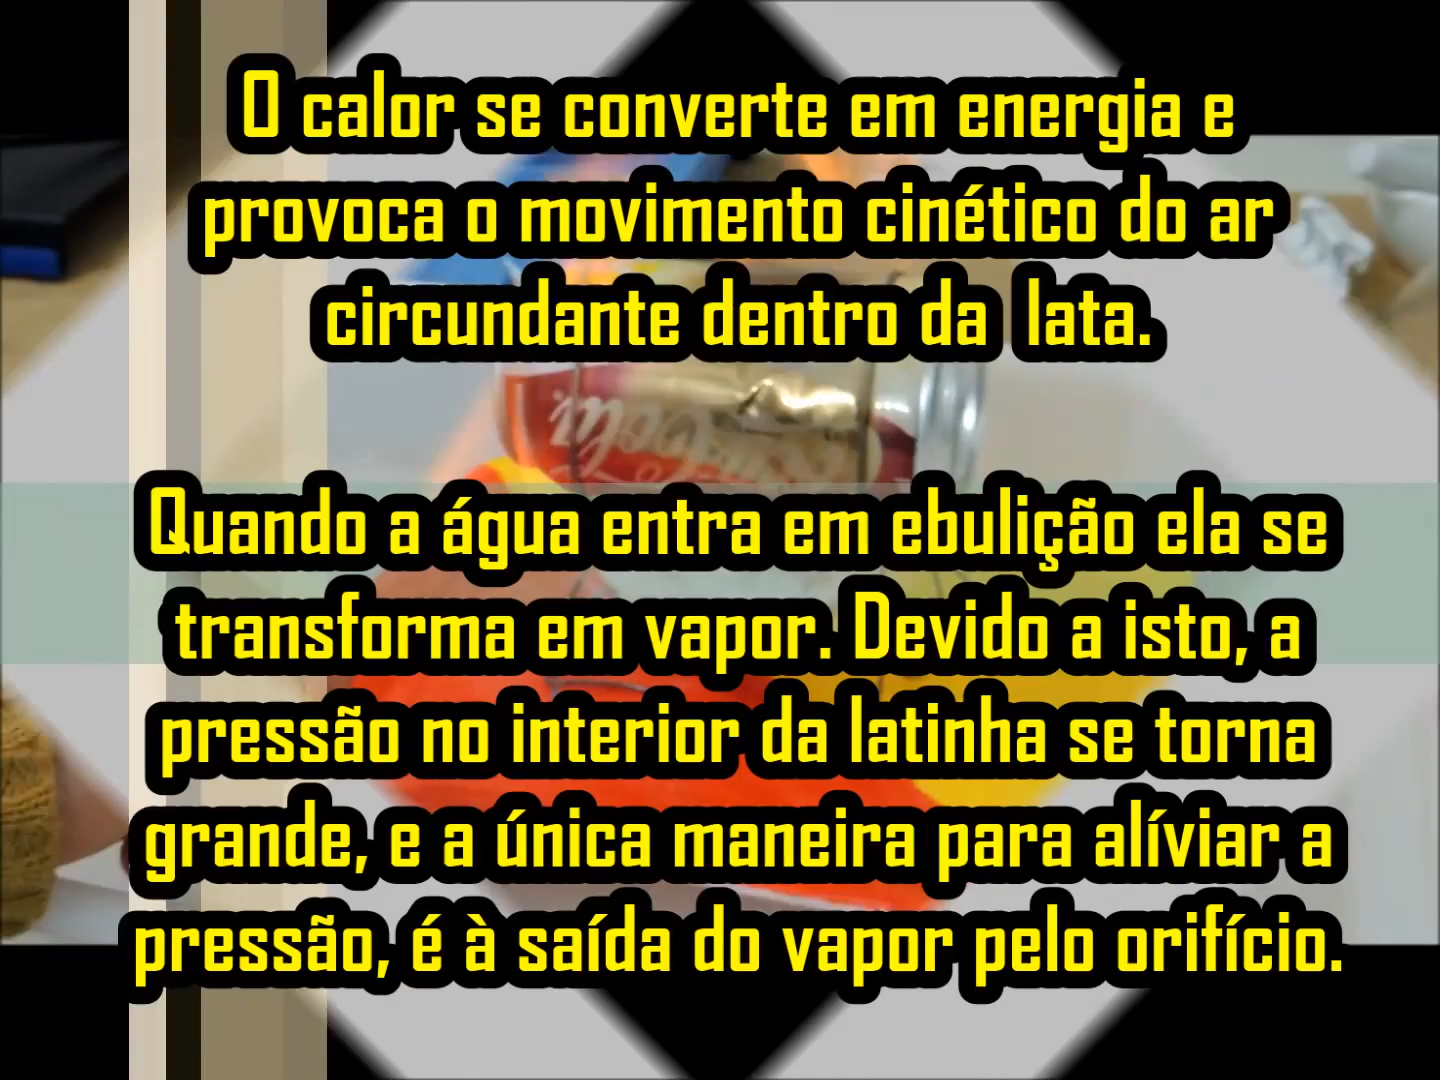 O calor se converte em energia e
provoca o movimento cinético do ar
circundante dentro da lata.
Quando a água entra em ebulição ela se
transforma em vapor. Devido a isto, a
pressão no interior da latinha se torna
grande, e a única maneira para alíviar a
pressão, é à saída do vapor pelo orifício.